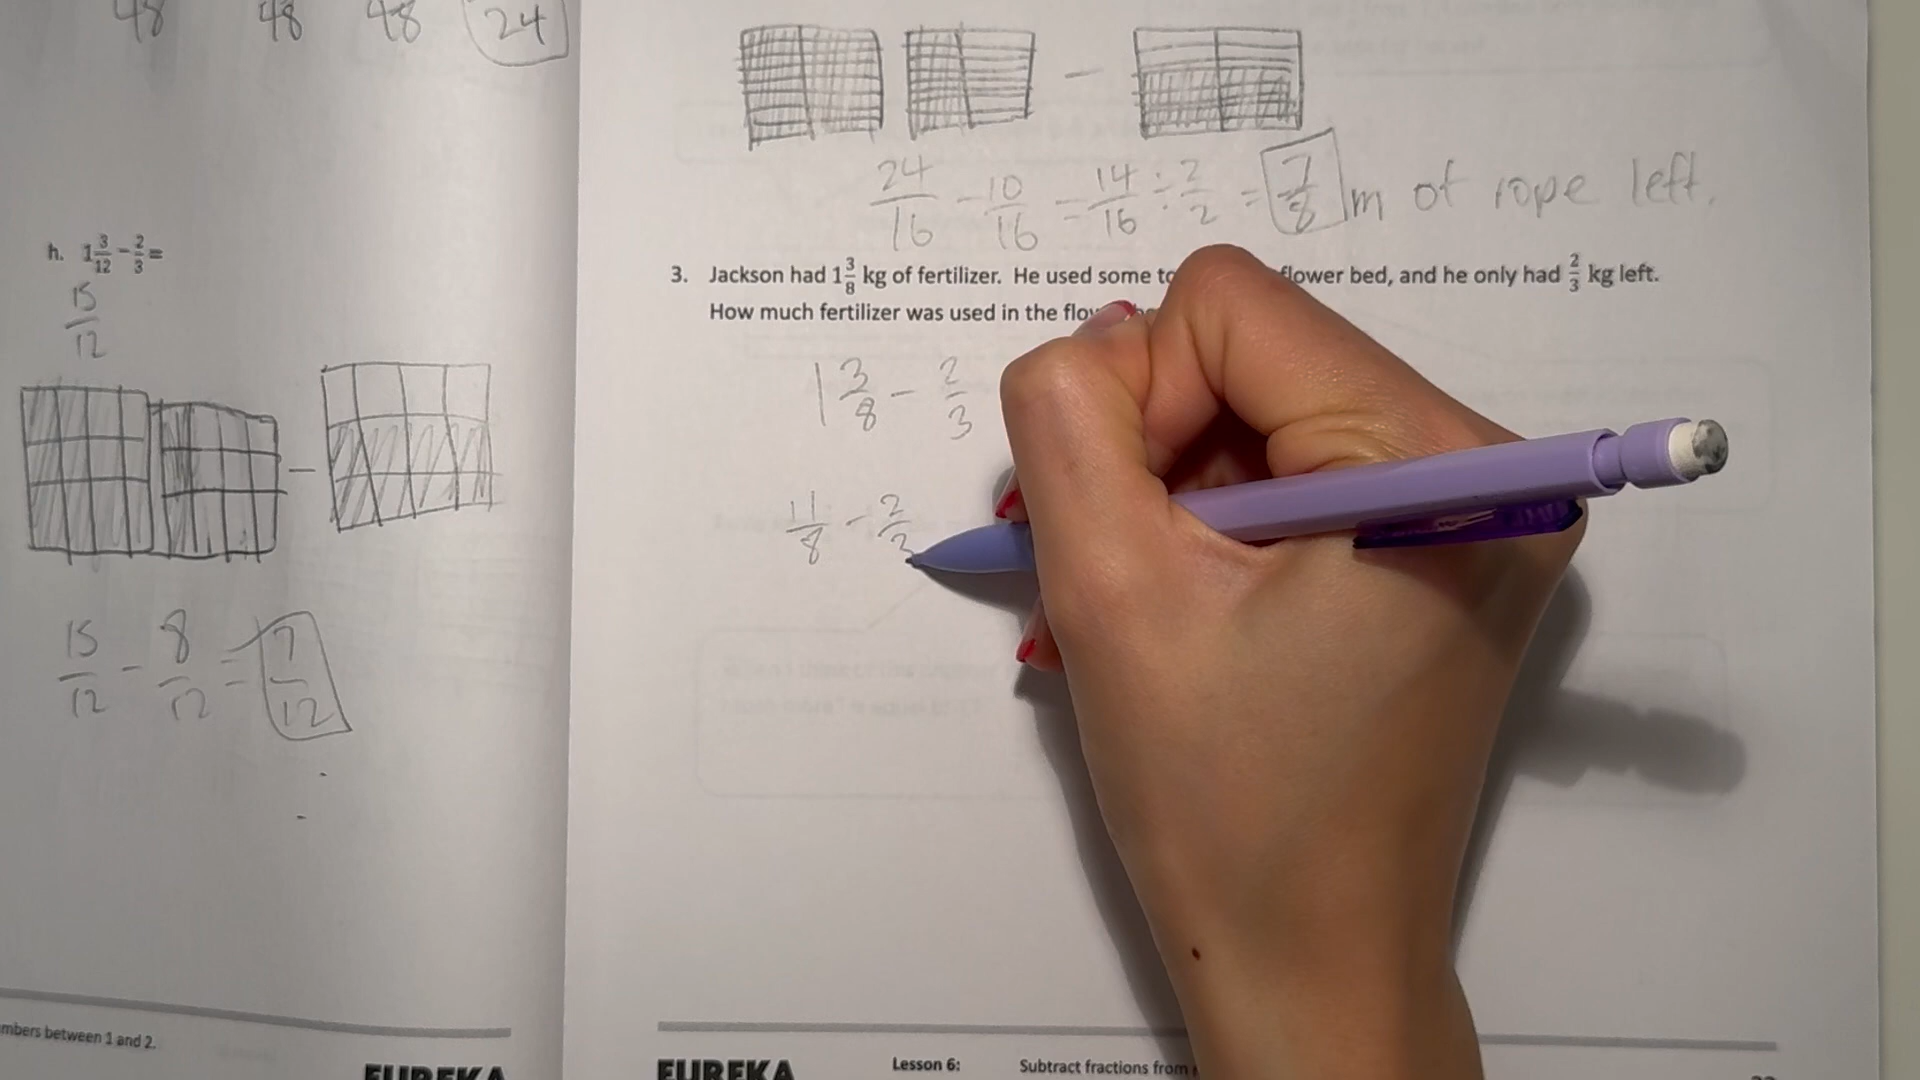 48 48 48 24
h. 1 3/12 - 2/3 =
15/12
15/12 - 8/12 = 7/12
mbers between 1 and 2.
EUREKA
24/16 - 10/16 = 14/16 ÷ 2/2 = 7/8 m of rope left.
3. Jackson had 1 3/8 kg of fertilizer. He used some to flower bed, and he only had 2/3 kg left.
How much fertilizer was used in the
1 3/8 - 2/3
11/8 - 2/3
EUREKA
Lesson 6: Subtract fractions from